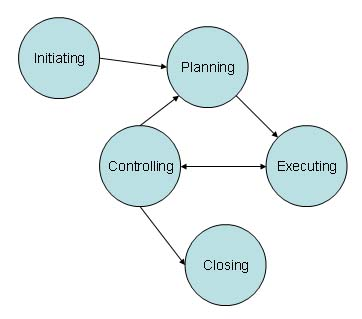 Initiating
Planning
Controlling
Executing
Closing